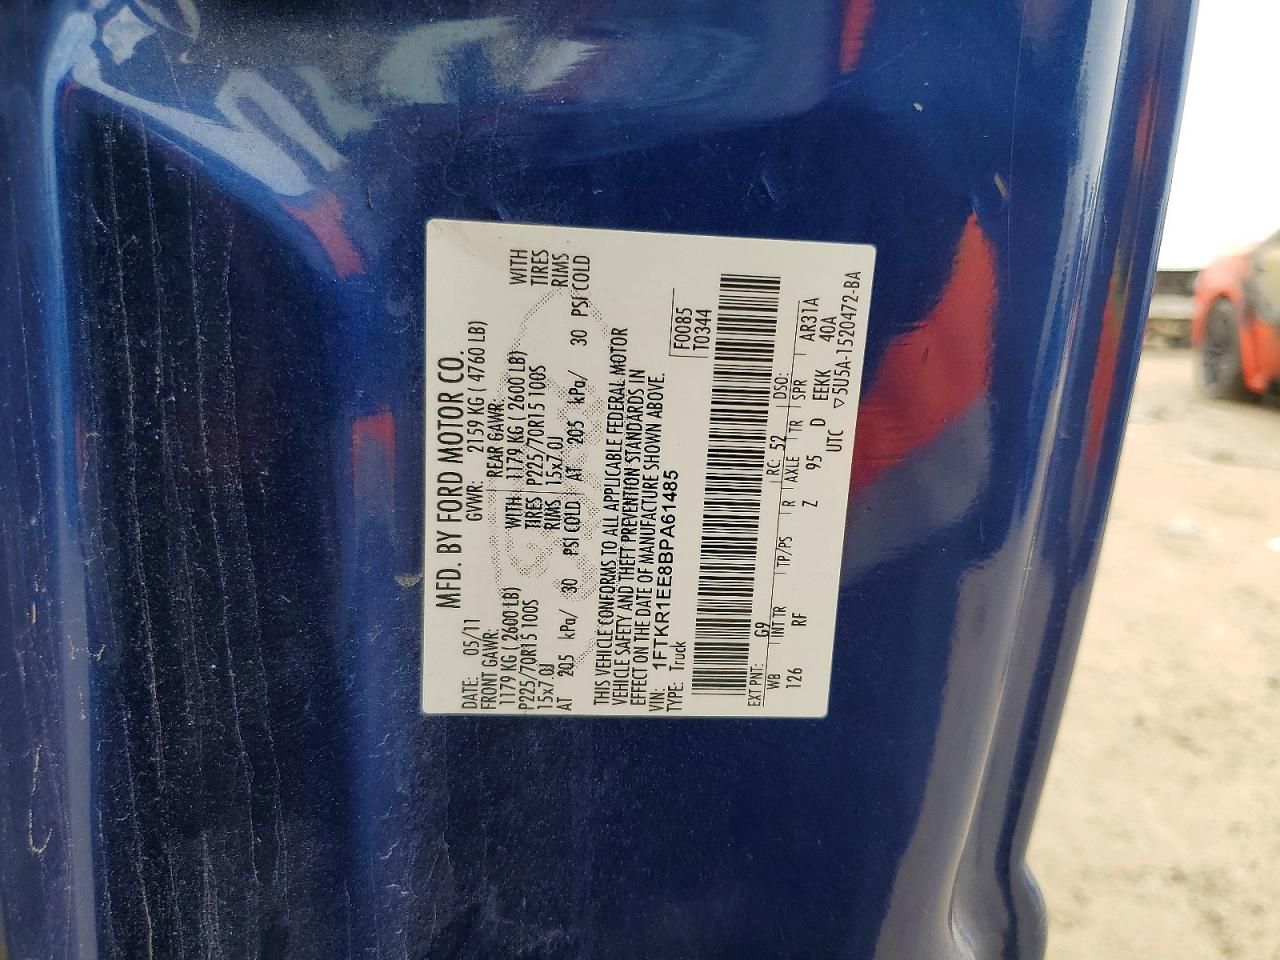 MFD. BY FORD MOTOR CO.
DATE: 05/11 GVWR: 2159 KG ( 4760 LB)
FRONT GAWR: REAR GAWR:
1179 KG ( 2600 LB) WITH 1179 KG ( 2600 LB) WITH
P225/70R15 100S TIRES P225/70R15 100S TIRES
15x7.0J RIMS 15x7.0J RIMS
AT 205 kPa/ 30 PSI COLD AT 205 kPa/ 30 PSI COLD
THIS VEHICLE CONFORMS TO ALL APPLICABLE FEDERAL MOTOR
VEHICLE SAFETY AND THEFT PREVENTION STANDARDS IN
EFFECT ON THE DATE OF MANUFACTURE SHOWN ABOVE.
VIN: 1FTKR1EE8BPA61485 F0085
TYPE: Truck T0344
EXT PNT: G9 RC: 52 DSO:
WB INT TR TP/PS R AXLE TR SPR AR31A
126 RF Z 95 D EEKK 40A
UTC ▽5U5A-1520472-BA